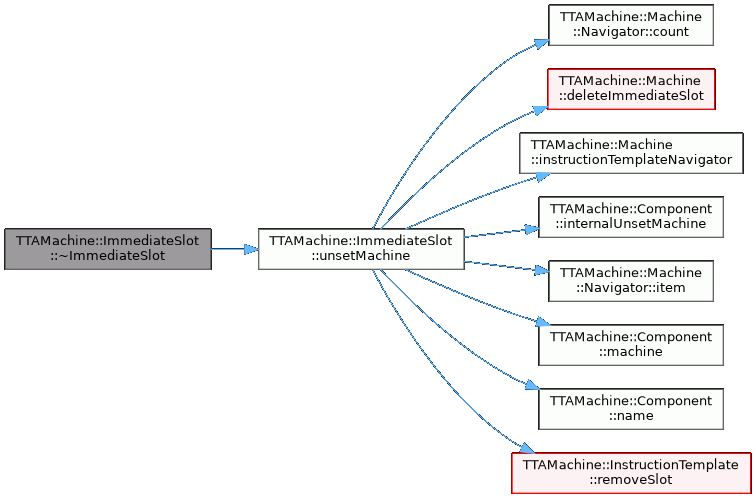 TTAMachine::ImmediateSlot
::~ImmediateSlot
TTAMachine::ImmediateSlot
::unsetMachine
TTAMachine::Machine
::Navigator::count
TTAMachine::Machine
::deleteImmediateSlot
TTAMachine::Machine
::instructionTemplateNavigator
TTAMachine::Component
::internalUnsetMachine
TTAMachine::Machine
::Navigator::item
TTAMachine::Component
::machine
TTAMachine::Component
::name
TTAMachine::InstructionTemplate
::removeSlot